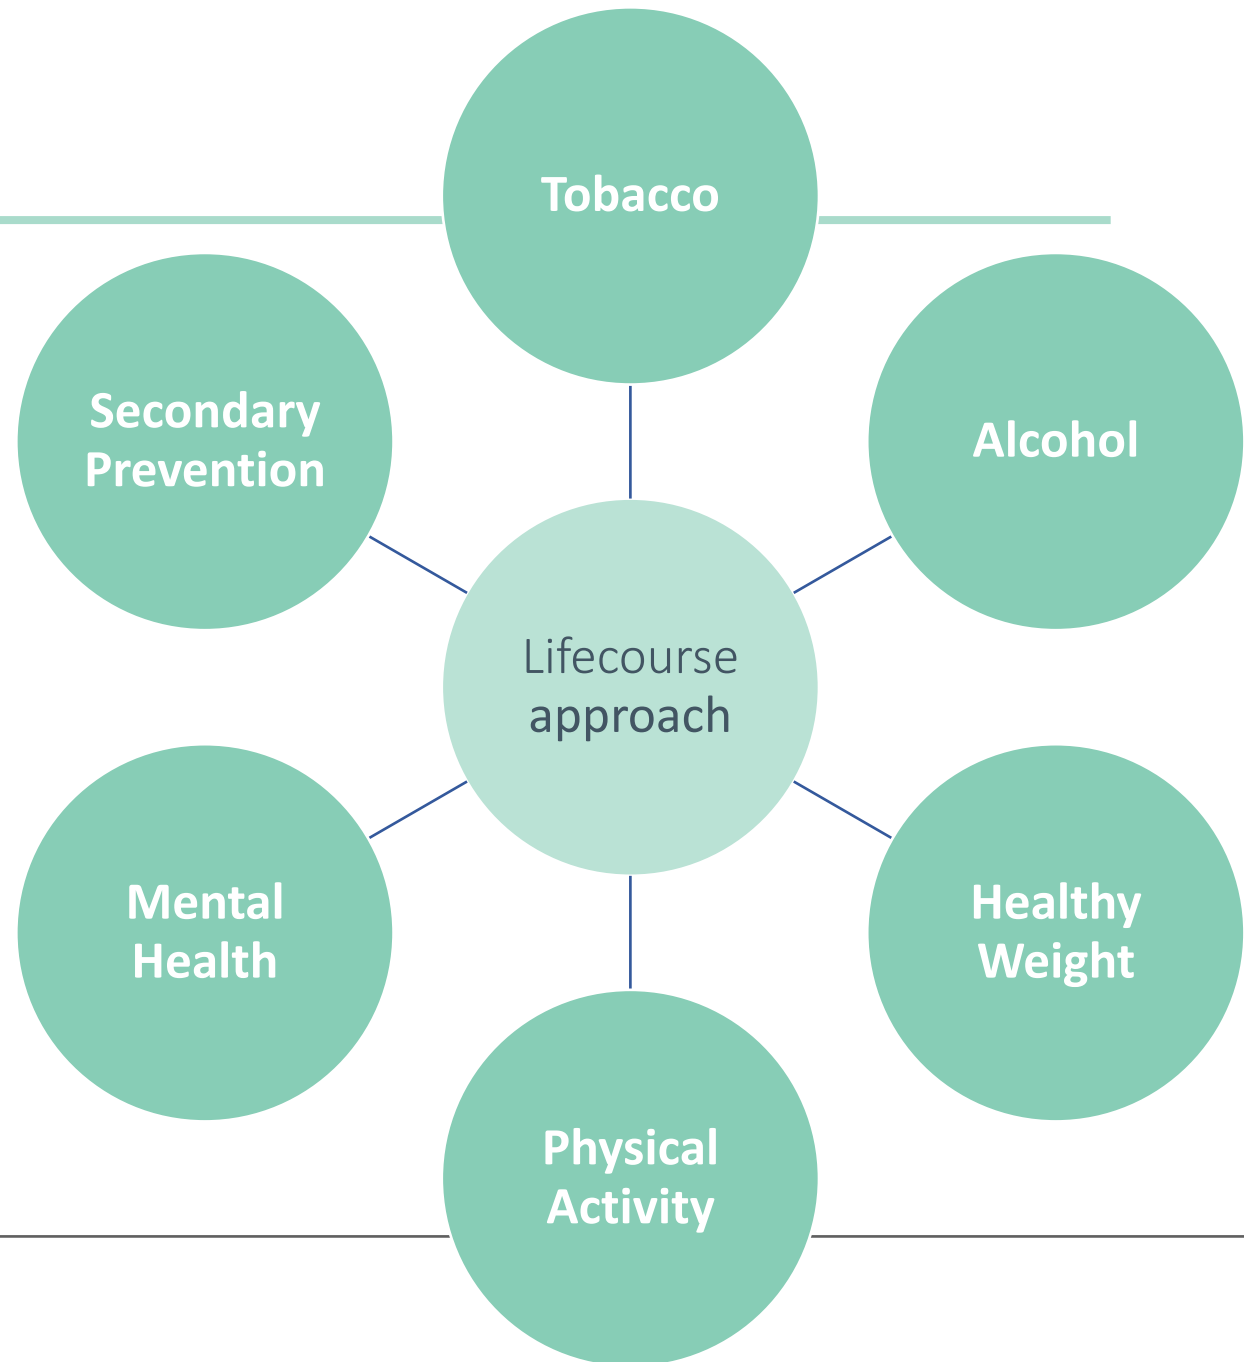 Tobacco
Alcohol
Healthy
Weight
Physical
Activity
Mental
Health
Secondary
Prevention
Lifecourse
approach